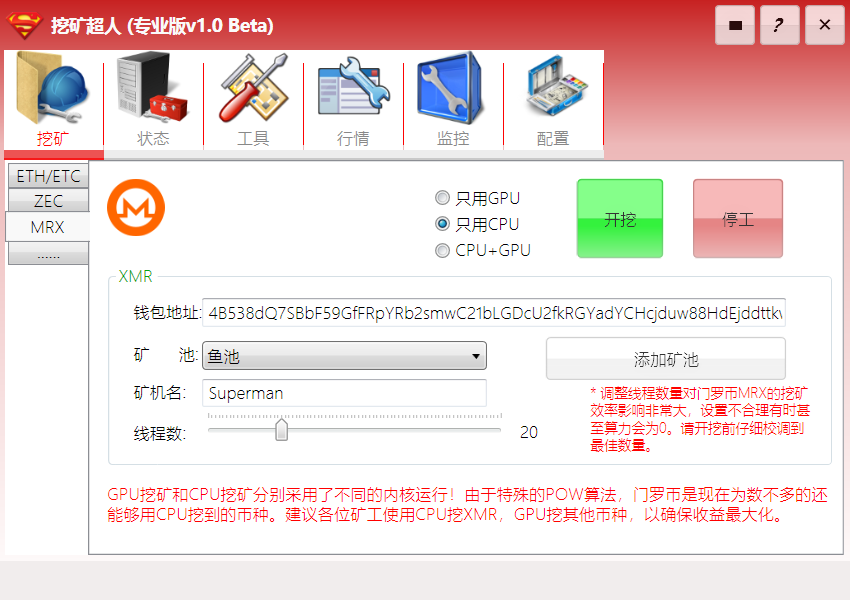 挖矿超人 (专业版v1.0 Beta)
?
挖矿
状态
工具
行情
监控
配置
ETH/ETC
ZEC
MRX
......
只用GPU
只用CPU
CPU+GPU
开挖
停工
XMR
钱包地址:
4B538dQ7SBbF59GfFRpYRb2smwC21bLGDcU2fkRGYadYCHcjduw88HdEjddttk
矿 池:
鱼池
添加矿池
矿机名:
Superman
线程数:
20
* 调整线程数量对门罗币MRX的挖矿
效率影响非常大，设置不合理有时甚
至算力会为0。请开挖前仔细校调到
最佳数量。
GPU挖矿和CPU挖矿分别采用了不同的内核运行！由于特殊的POW算法，门罗币是现在为数不多的还
能够用CPU挖到的币种。建议各位矿工使用CPU挖XMR，GPU挖其他币种，以确保收益最大化。